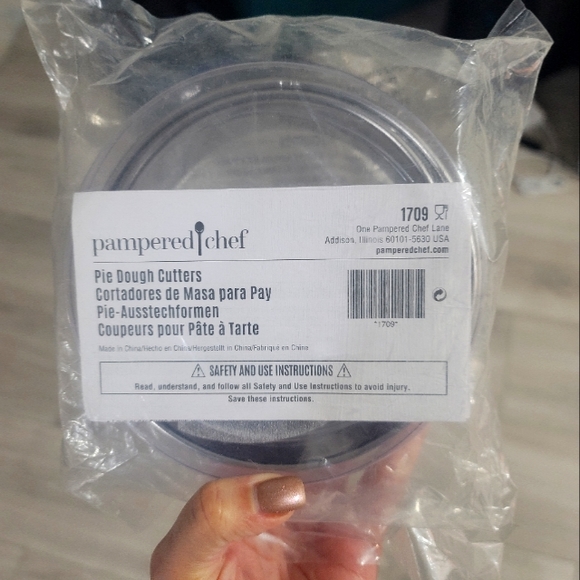 pampered chef
1709
One Pampered Chef Lane
Addison, Illinois 60101-5630 USA
pamperedchef.com
Pie Dough Cutters
Cortadores de Masa para Pay
Pie-Ausstechformen
Coupeurs pour Pâte à Tarte
*1709*
Made in China/Hecho en China/Hergestellt in China/Fabriqué en Chine
SAFETY AND USE INSTRUCTIONS
Read, understand, and follow all Safety and Use Instructions to avoid injury.
Save these instructions.